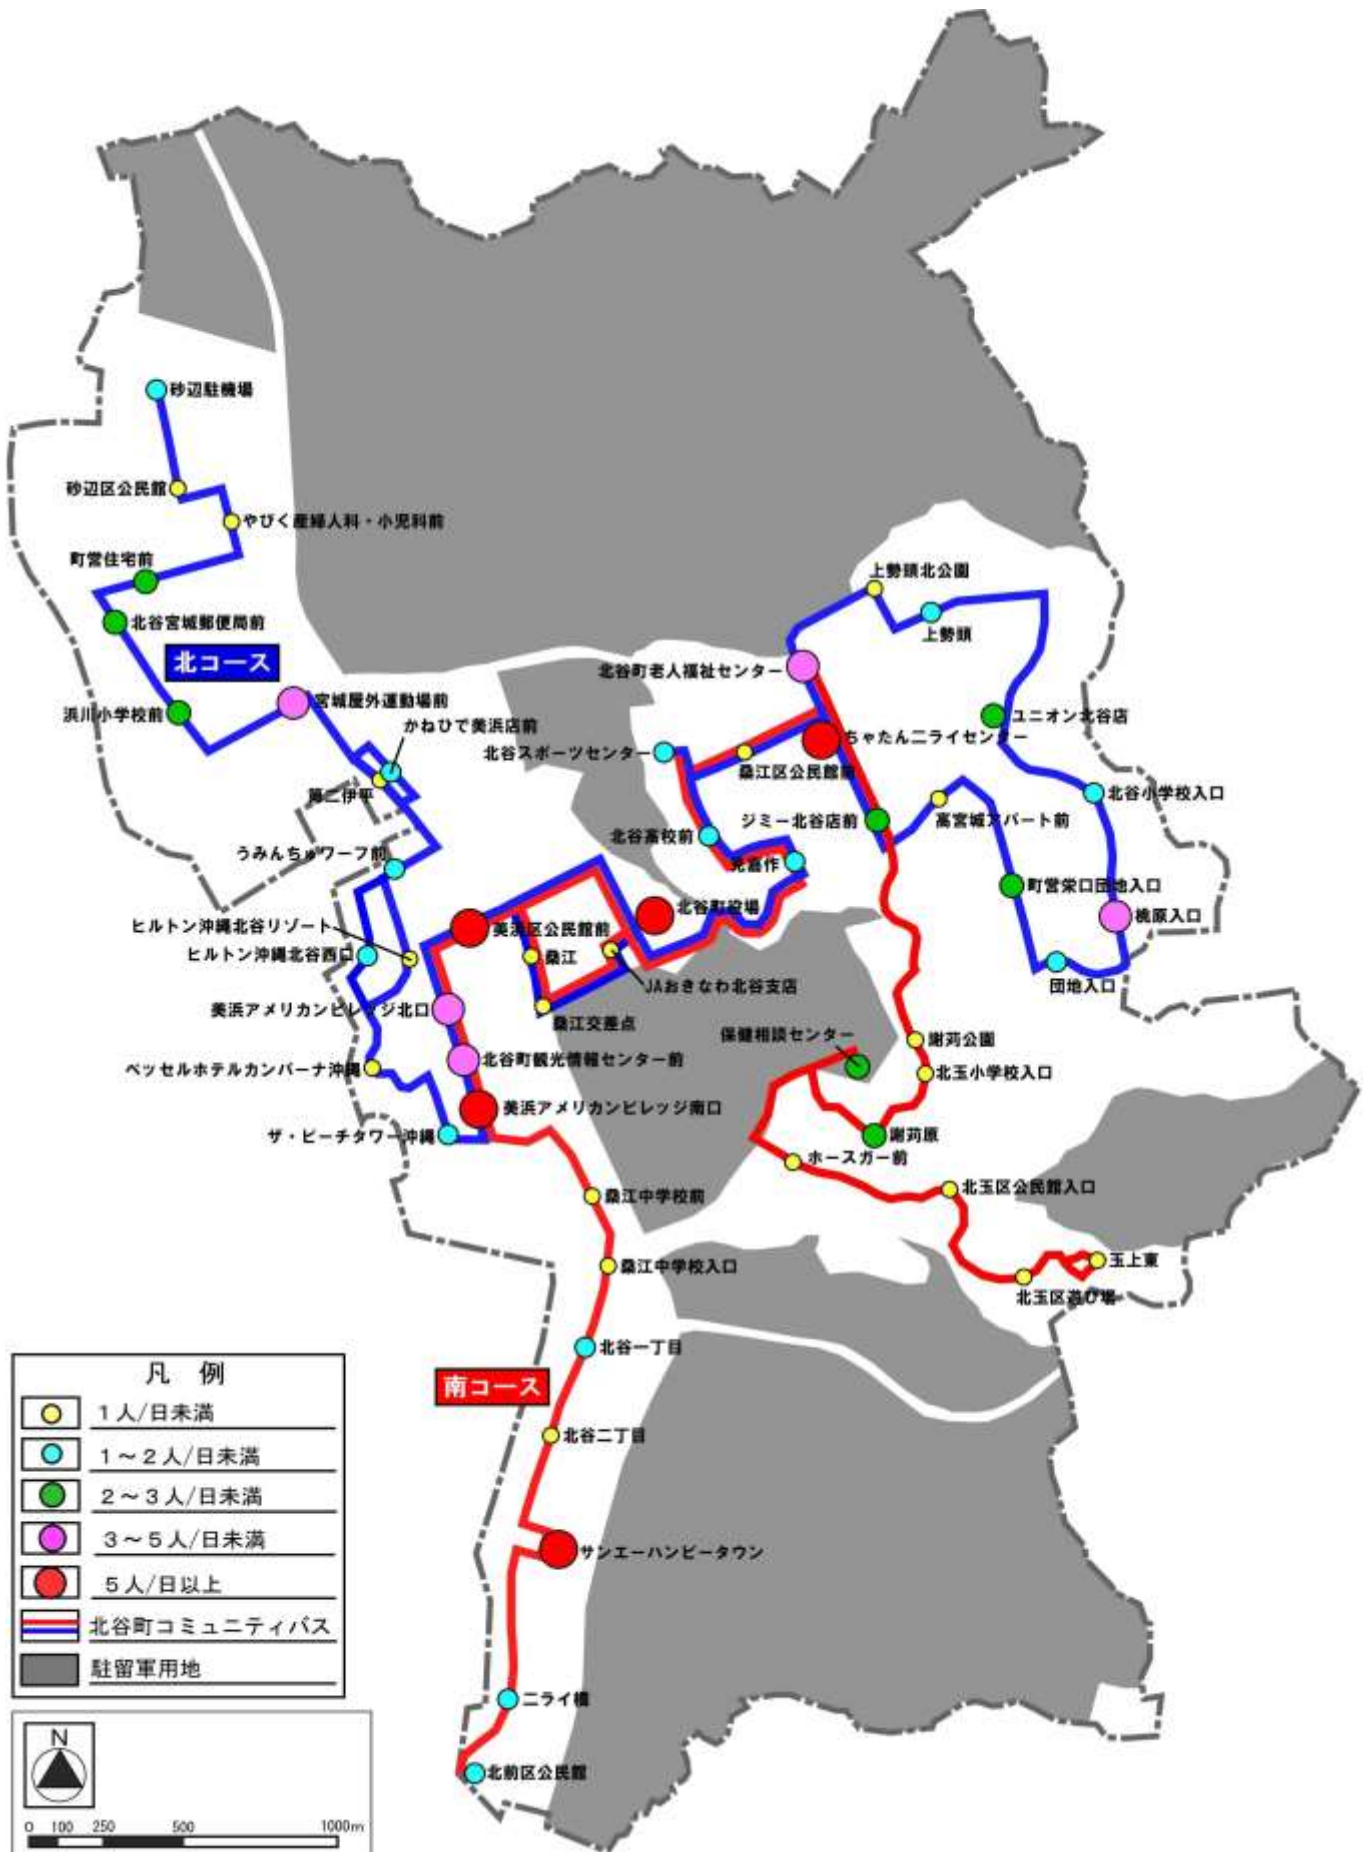 砂辺駐機場
砂辺区公民館
やびく産婦人科・小児科前
町営住宅前
北谷宮城郵便局前
北コース
浜川小学校前
宮城屋外運動場前
かねひで美浜店前
第二伊平
うみんちゅワーフ前
ヒルトン沖縄北谷リゾート
ヒルトン沖縄北谷西口
美浜アメリカンビレッジ北口
ベッセルホテルカンパーナ沖縄
北谷町観光情報センター前
美浜アメリカンビレッジ南口
ザ・ビーチタワー沖縄
美浜区公民館前
桑江
桑江交差点
北谷町役場
JAおきなわ北谷支店
上勢頭北公園
上勢頭
北谷町老人福祉センター
ユニオン北谷店
ちゃたんニライセンター
北谷スポーツセンター
桑江区公民館前
北谷小学校入口
ジミー北谷店前
高宮城アパート前
北谷高校前
兇嘉作
町営栄口団地入口
桃原入口
団地入口
保健相談センター
謝苅公園
北玉小学校入口
謝苅原
ホースガー前
北玉区公民館入口
玉上東
北玉区遊び場
桑江中学校前
桑江中学校入口
北谷一丁目
南コース
北谷二丁目
サンエーハンビータウン
ニライ橋
北前区公民館
凡 例
1人/日未満
1～2人/日未満
2～3人/日未満
3～5人/日未満
5人/日以上
北谷町コミュニティバス
駐留軍用地
N
0 100 250 500 1000m